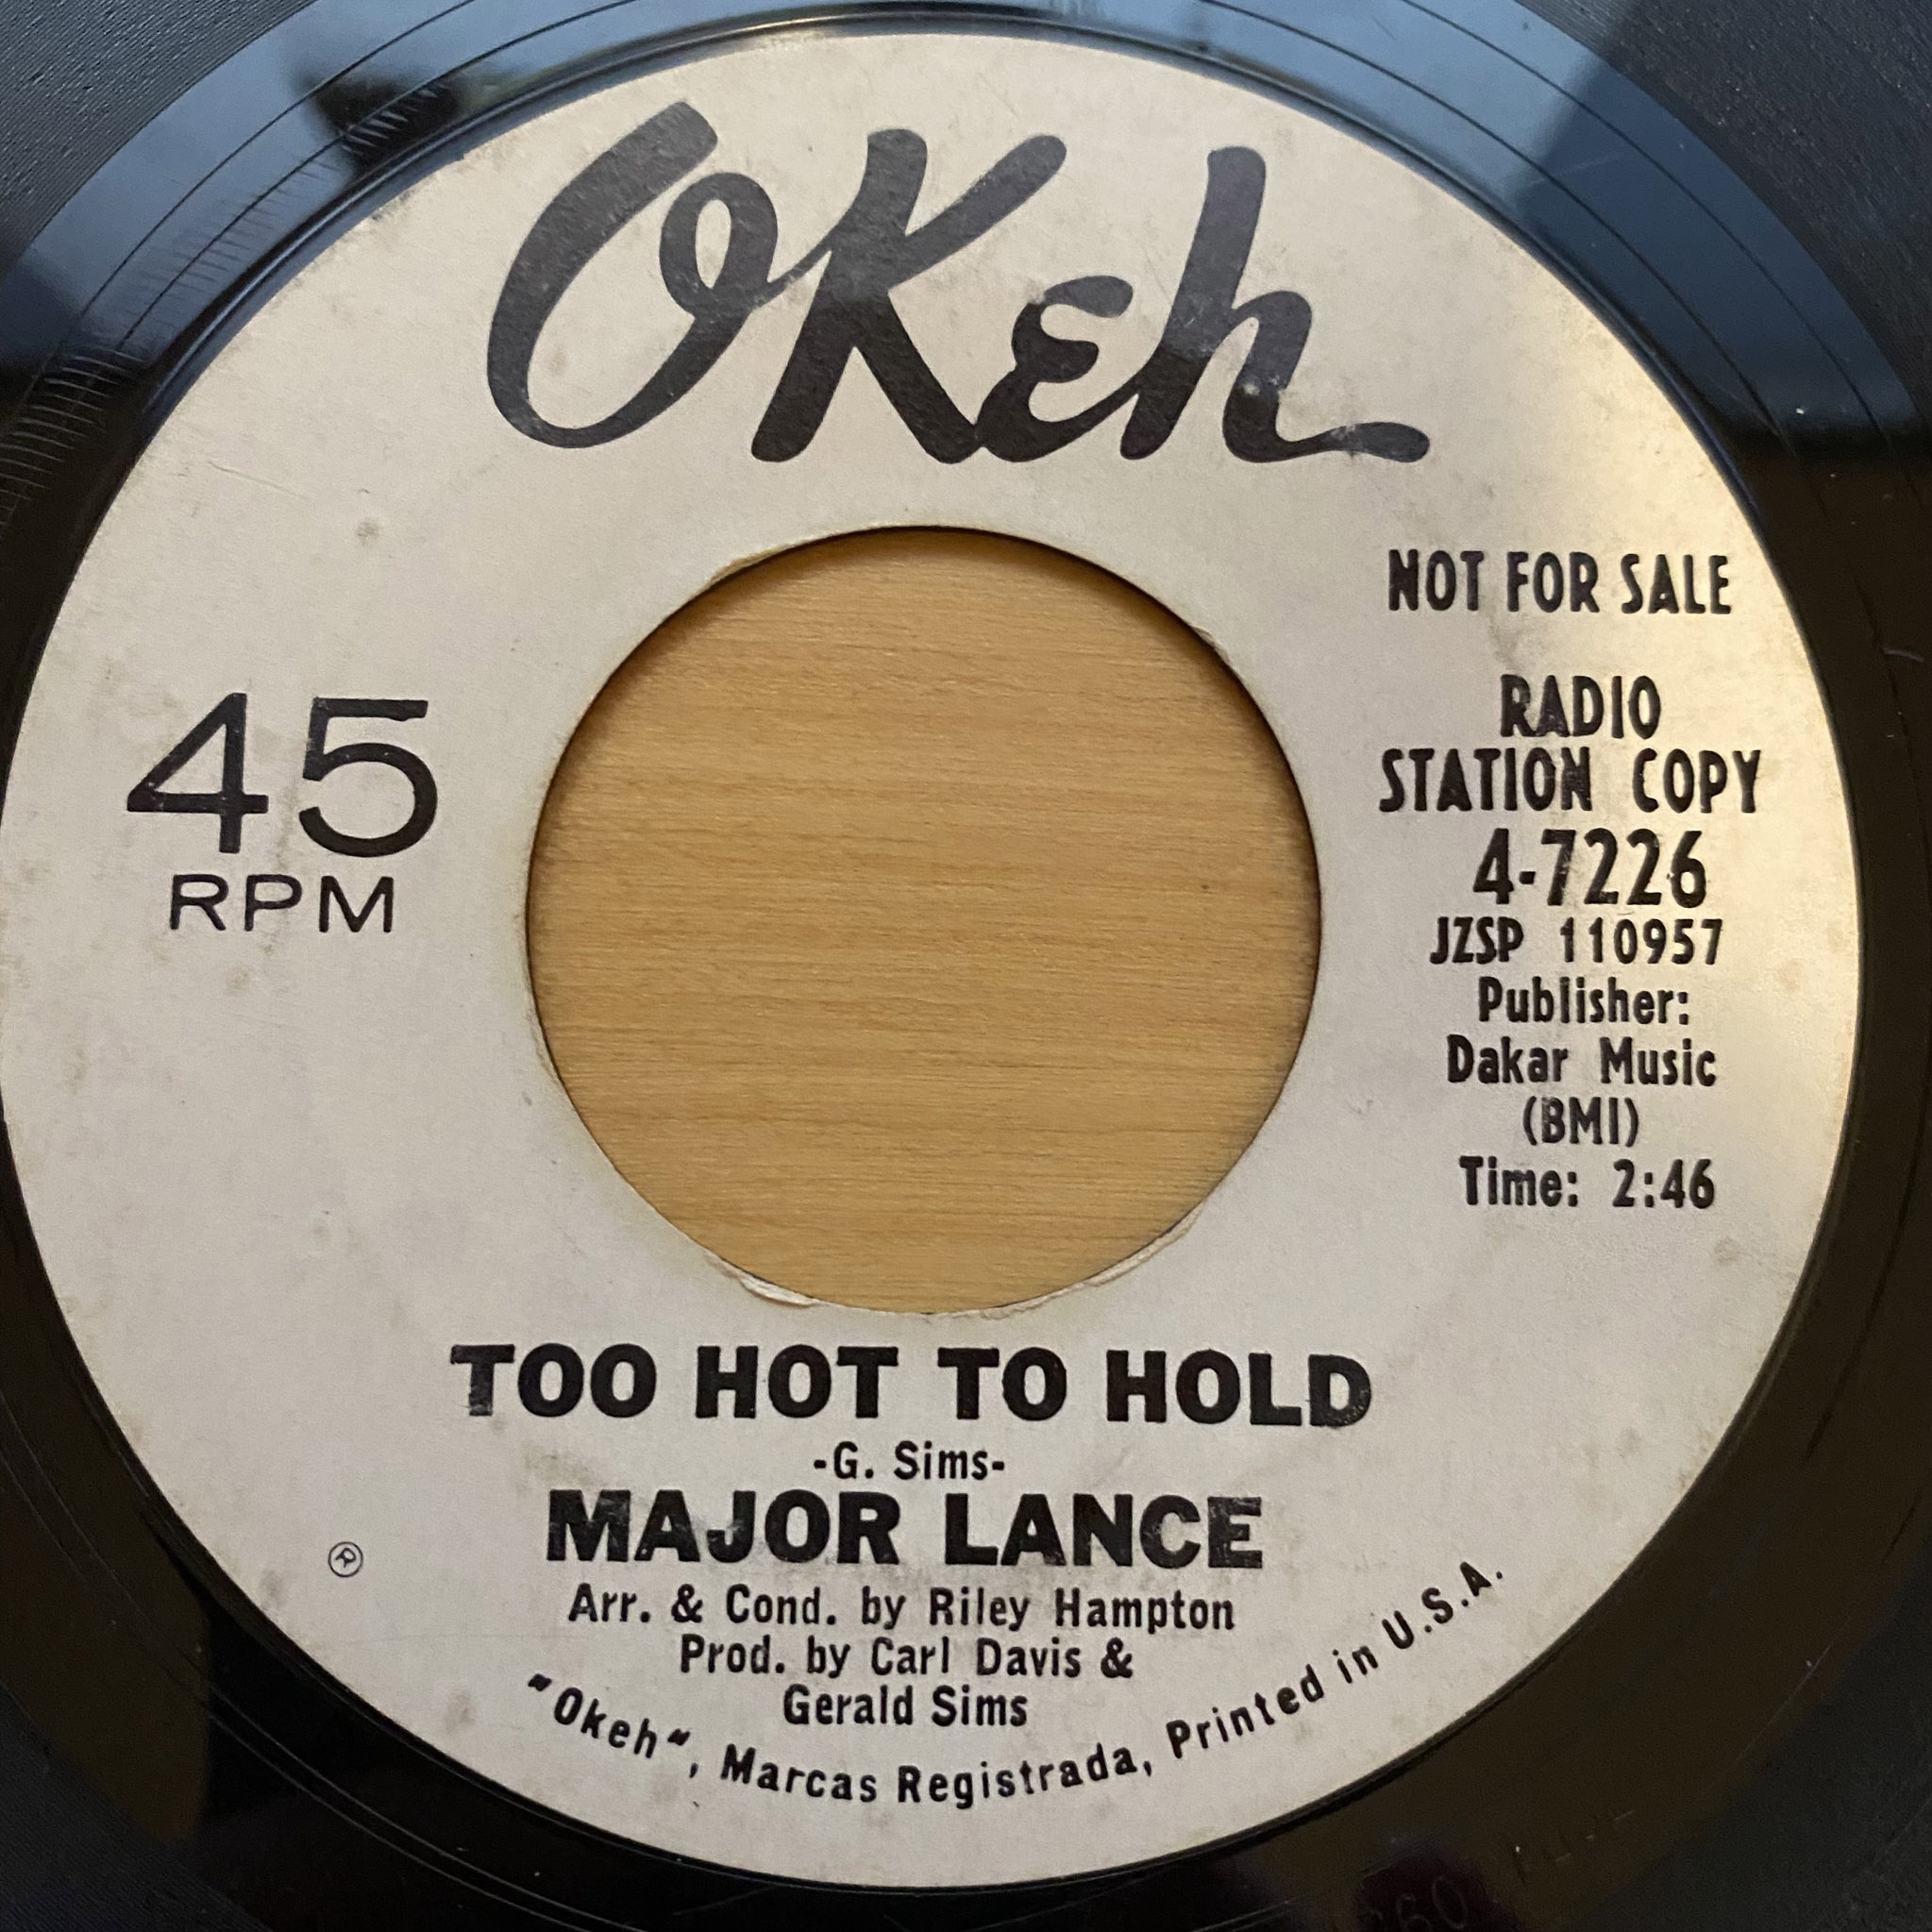 OKeh
NOT FOR SALE
RADIO
STATION COPY
45
RPM
4-7226
JZSP 110957
Publisher:
Dakar Music
(BMI)
Time: 2:46
TOO HOT TO HOLD
-G. Sims-
MAJOR LANCE
®
Arr. & Cond. by Riley Hampton
Prod. by Carl Davis &
Gerald Sims
"Okeh", Marcas Registrada, Printed in U.S.A.